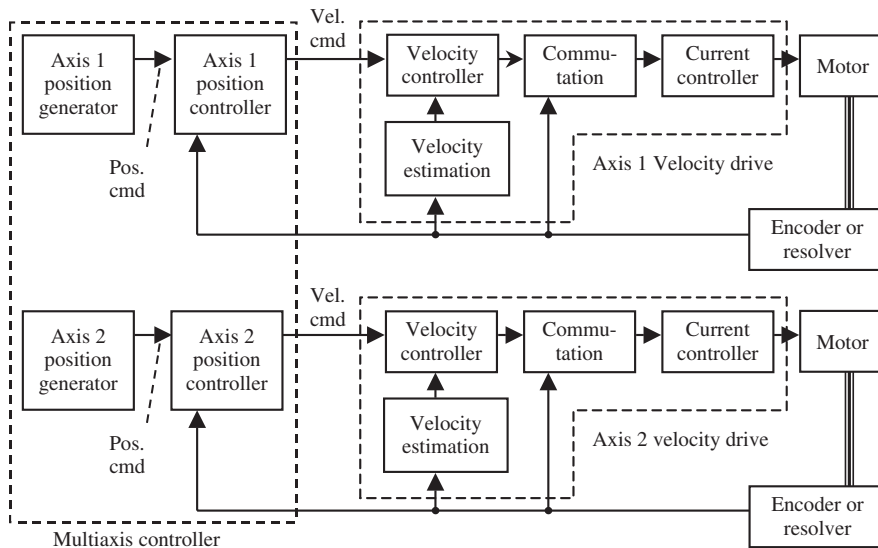 Vel.
cmd
Axis 1
position
generator
Axis 1
position
controller
Velocity
controller
Commu-
tation
Current
controller
Motor
Pos.
cmd
Velocity
estimation
Axis 1 Velocity drive
Encoder or
resolver
Vel.
cmd
Axis 2
position
generator
Axis 2
position
controller
Velocity
controller
Commu-
tation
Current
controller
Motor
Pos.
cmd
Velocity
estimation
Axis 2 velocity drive
Encoder or
resolver
Multiaxis controller